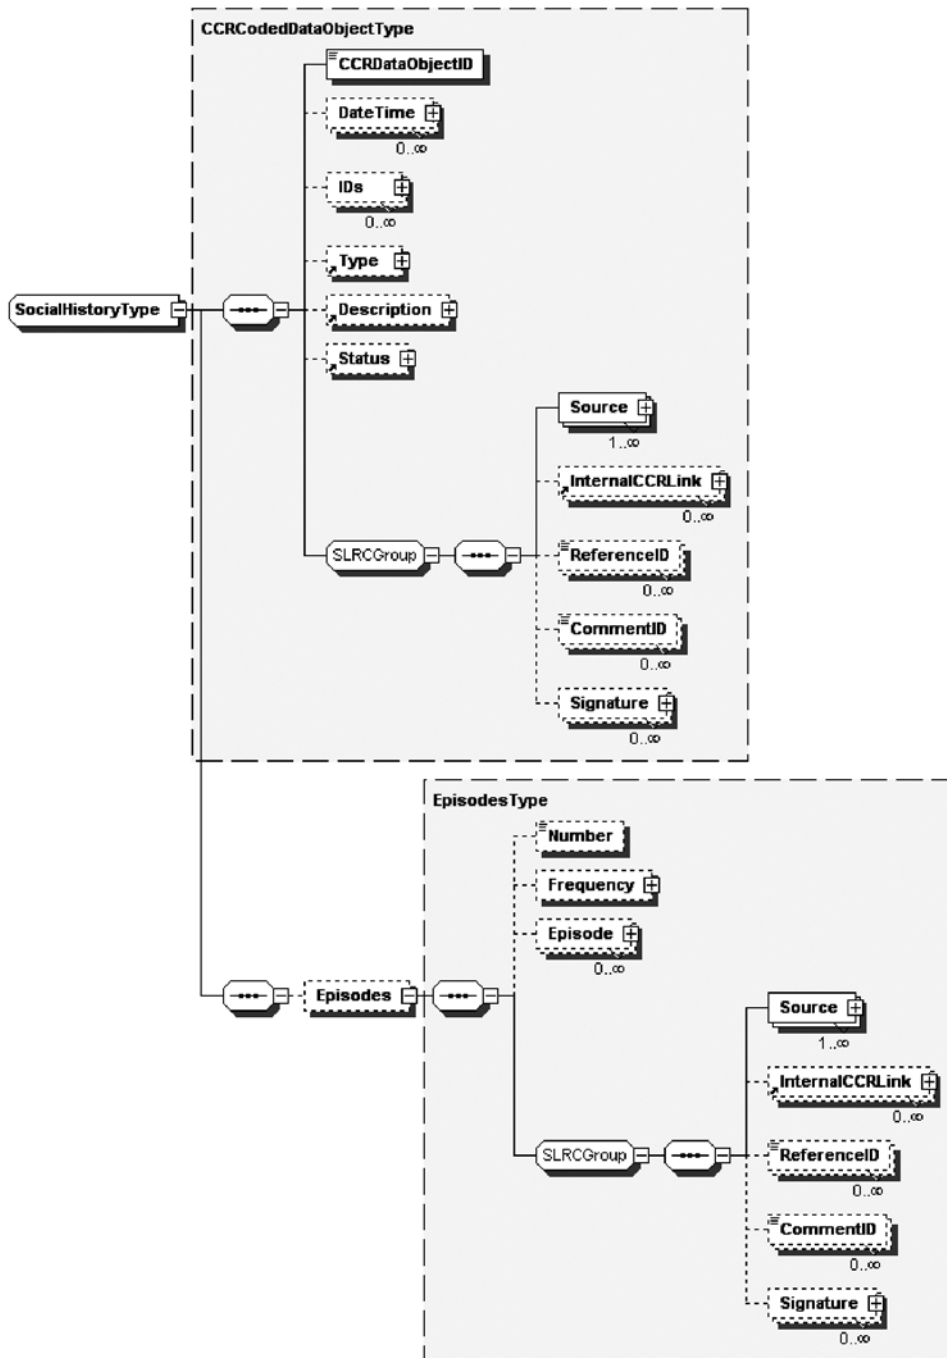 CCRCodedDataObjectType
CCRDataObjectID
DateTime
0..∞
IDs
0..∞
Type
SocialHistoryType
Description
Status
Source
1..∞
InternalCCRLink
0..∞
SLRCGroup
ReferenceID
0..∞
CommentID
0..∞
Signature
0..∞
EpisodesType
Number
Frequency
Episode
0..∞
Episodes
Source
1..∞
InternalCCRLink
0..∞
SLRCGroup
ReferenceID
0..∞
CommentID
0..∞
Signature
0..∞